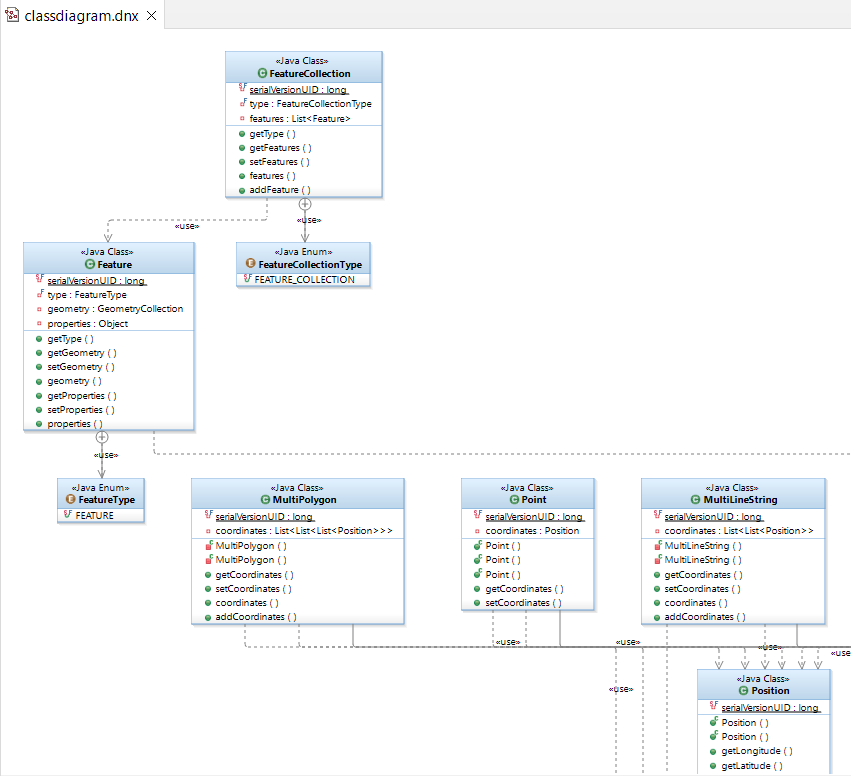 classdiagram.dnx
«Java Class»
FeatureCollection
serialVersionUID : long
type : FeatureCollectionType
features : List<Feature>
getType ( )
getFeatures ( )
setFeatures ( )
features ( )
addFeature ( )
«use»
«use»
«Java Class»
Feature
serialVersionUID : long
type : FeatureType
geometry : GeometryCollection
properties : Object
getType ( )
getGeometry ( )
setGeometry ( )
geometry ( )
getProperties ( )
setProperties ( )
properties ( )
«Java Enum»
FeatureCollectionType
FEATURE_COLLECTION
«use»
«Java Enum»
FeatureType
FEATURE
«Java Class»
MultiPolygon
serialVersionUID : long
coordinates : List<List<List<Position>>>
MultiPolygon ( )
MultiPolygon ( )
getCoordinates ( )
setCoordinates ( )
coordinates ( )
addCoordinates ( )
«Java Class»
Point
serialVersionUID : long
coordinates : Position
Point ( )
Point ( )
Point ( )
getCoordinates ( )
setCoordinates ( )
«Java Class»
MultiLineString
serialVersionUID : long
coordinates : List<List<Position>>
MultiLineString ( )
MultiLineString ( )
getCoordinates ( )
setCoordinates ( )
coordinates ( )
addCoordinates ( )
«use»
«use»
«use»
«use
«use»
«Java Class»
Position
serialVersionUID : long
Position ( )
Position ( )
getLongitude ( )
getLatitude ( )